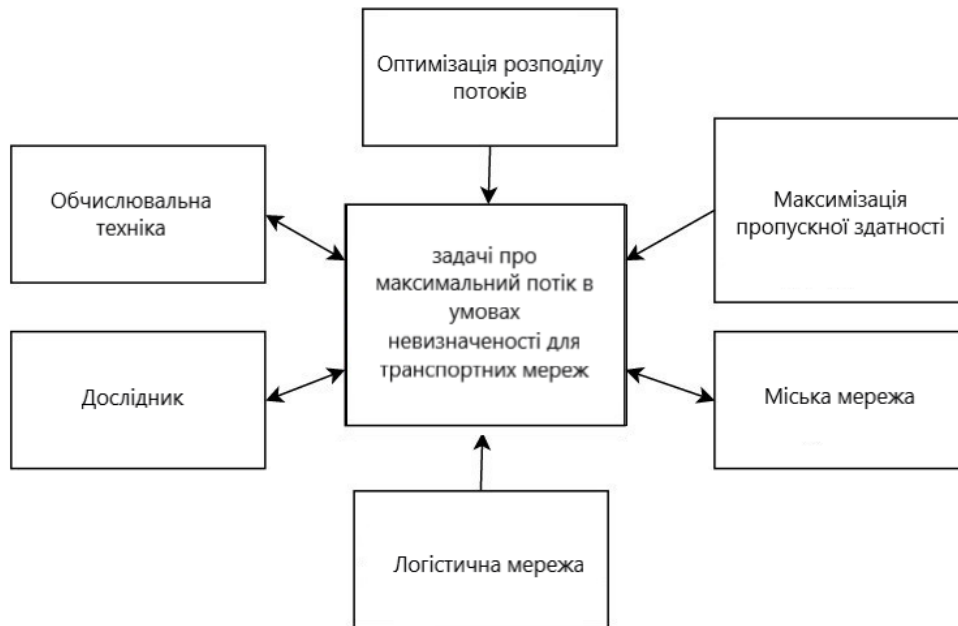 Оптимізація розподілу
потоків
Обчислювальна
техніка
Максимізація
пропускної здатності
задачі про
максимальний потік в
умовах
невизначеності для
транспортних мереж
Дослідник
Міська мережа
Логістична мережа